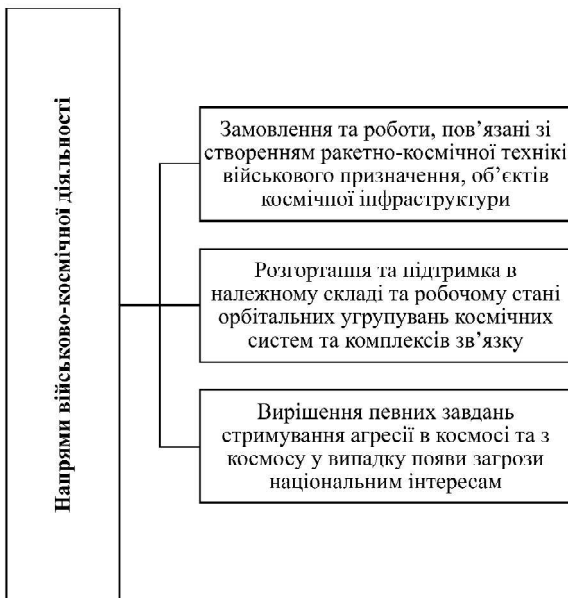 Напрями військово-космічної діяльності
Замовлення та роботи, пов’язані зі
створенням ракетно-космічної технікі
військового призначення, об’єктів
космічної інфраструктури
Розгортання та підтримка в
належному складі та робочому стані
орбітальних угрупувань космічних
систем та комплексів зв’язку
Вирішення певних завдань
стримування агресії в космосі та з
космосу у випадку появи загрози
національним інтересам